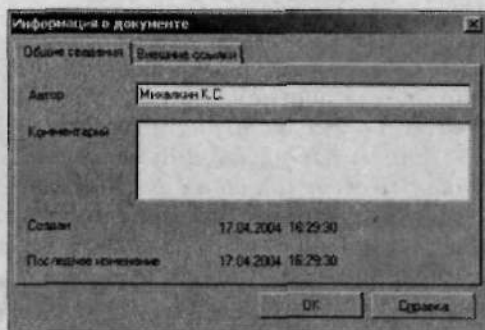 Информация о документе
Общие сведения Внешние ссылки
Автор Михалкин К.С.
Комментарий
Создан 17.04.2004 16:29:30
Последнее изменение 17.04.2004 16:29:30
OK Справка